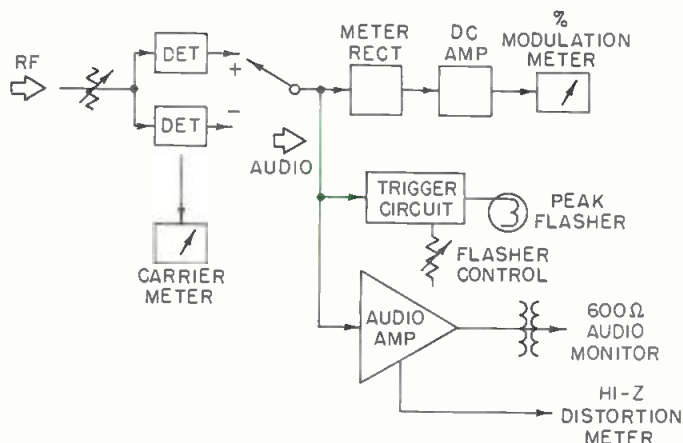 RF
DET
+
DET
−
AUDIO
CARRIER
METER
METER
RECT
DC
AMP
%
MODULATION
METER
TRIGGER
CIRCUIT
PEAK
FLASHER
FLASHER
CONTROL
AUDIO
AMP
600Ω
AUDIO
MONITOR
HI-Z
DISTORTION
METER